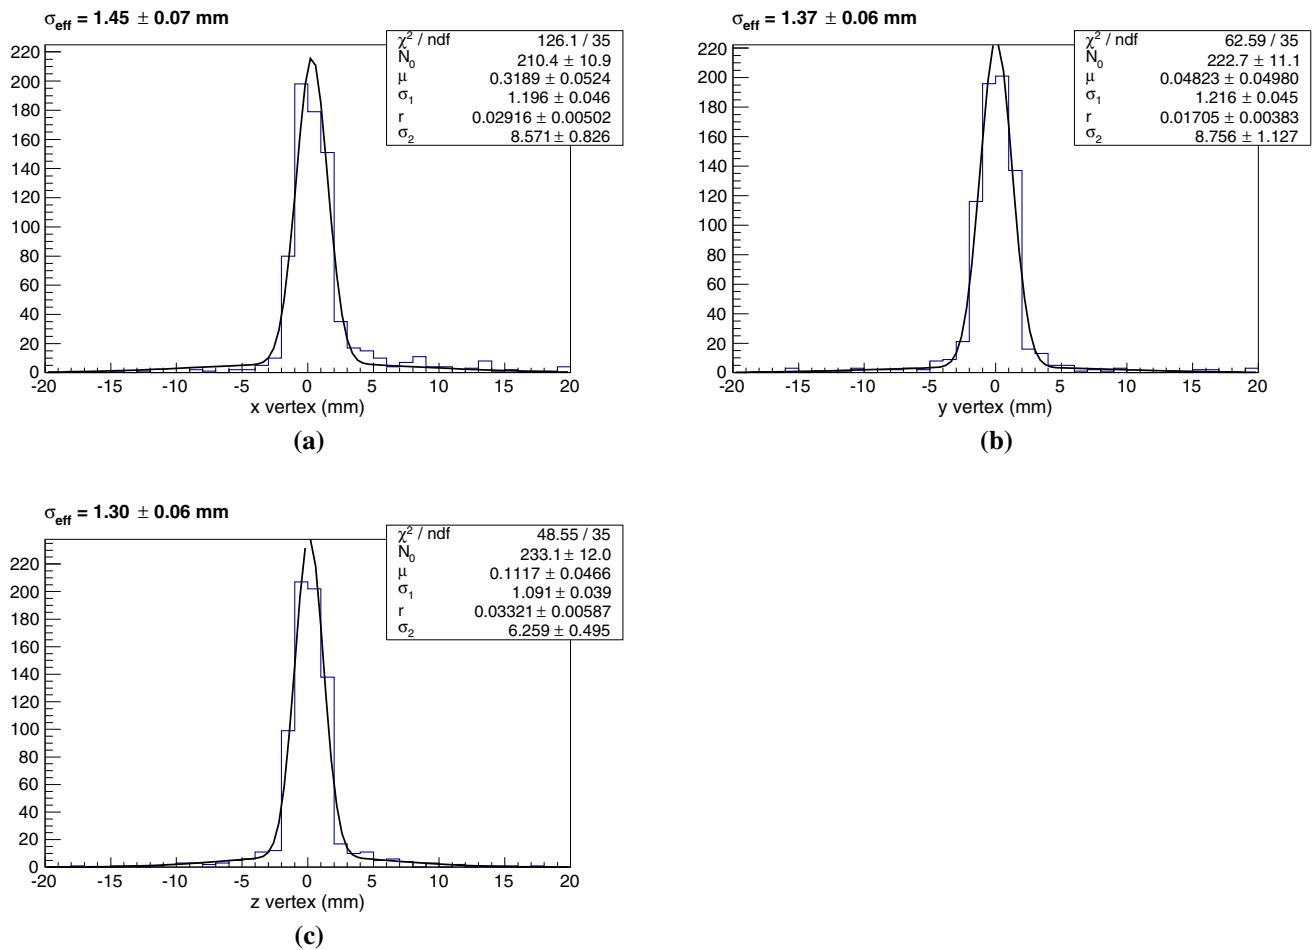 σeff = 1.45 ± 0.07 mm
χ² / ndf 126.1 / 35
N₀ 210.4 ± 10.9
μ 0.3189 ± 0.0524
σ₁ 1.196 ± 0.046
r 0.02916 ± 0.00502
σ₂ 8.571 ± 0.826
220
200
180
160
140
120
100
80
60
40
20
0
-20 -15 -10 -5 0 5 10 15 20
x vertex (mm)
(a)
σeff = 1.37 ± 0.06 mm
χ² / ndf 62.59 / 35
N₀ 222.7 ± 11.1
μ 0.04823 ± 0.04980
σ₁ 1.216 ± 0.045
r 0.01705 ± 0.00383
σ₂ 8.756 ± 1.127
220
200
180
160
140
120
100
80
60
40
20
0
-20 -15 -10 -5 0 5 10 15 20
y vertex (mm)
(b)
σeff = 1.30 ± 0.06 mm
χ² / ndf 48.55 / 35
N₀ 233.1 ± 12.0
μ 0.1117 ± 0.0466
σ₁ 1.091 ± 0.039
r 0.03321 ± 0.00587
σ₂ 6.259 ± 0.495
220
200
180
160
140
120
100
80
60
40
20
0
-20 -15 -10 -5 0 5 10 15 20
z vertex (mm)
(c)